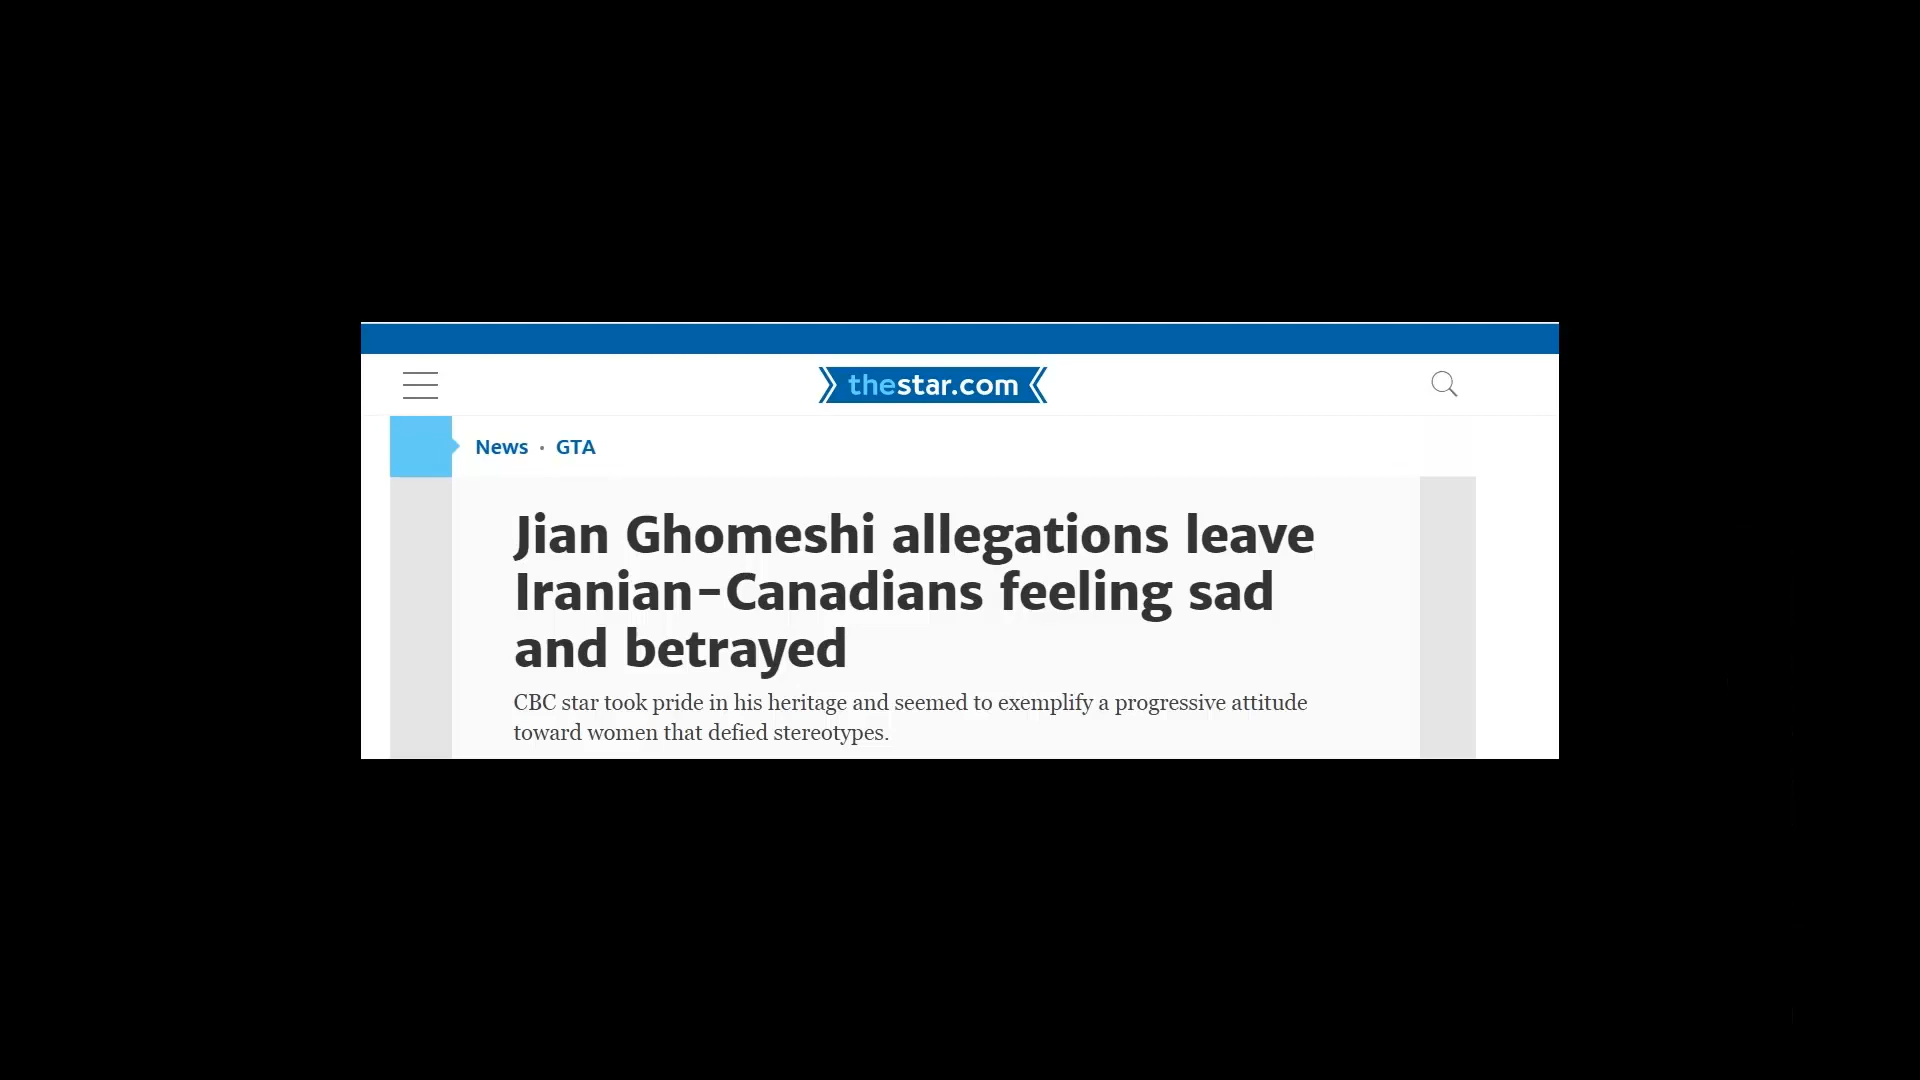 thestar.com
News • GTA
Jian Ghomeshi allegations leave
Iranian-Canadians feeling sad
and betrayed
CBC star took pride in his heritage and seemed to exemplify a progressive attitude
toward women that defied stereotypes.